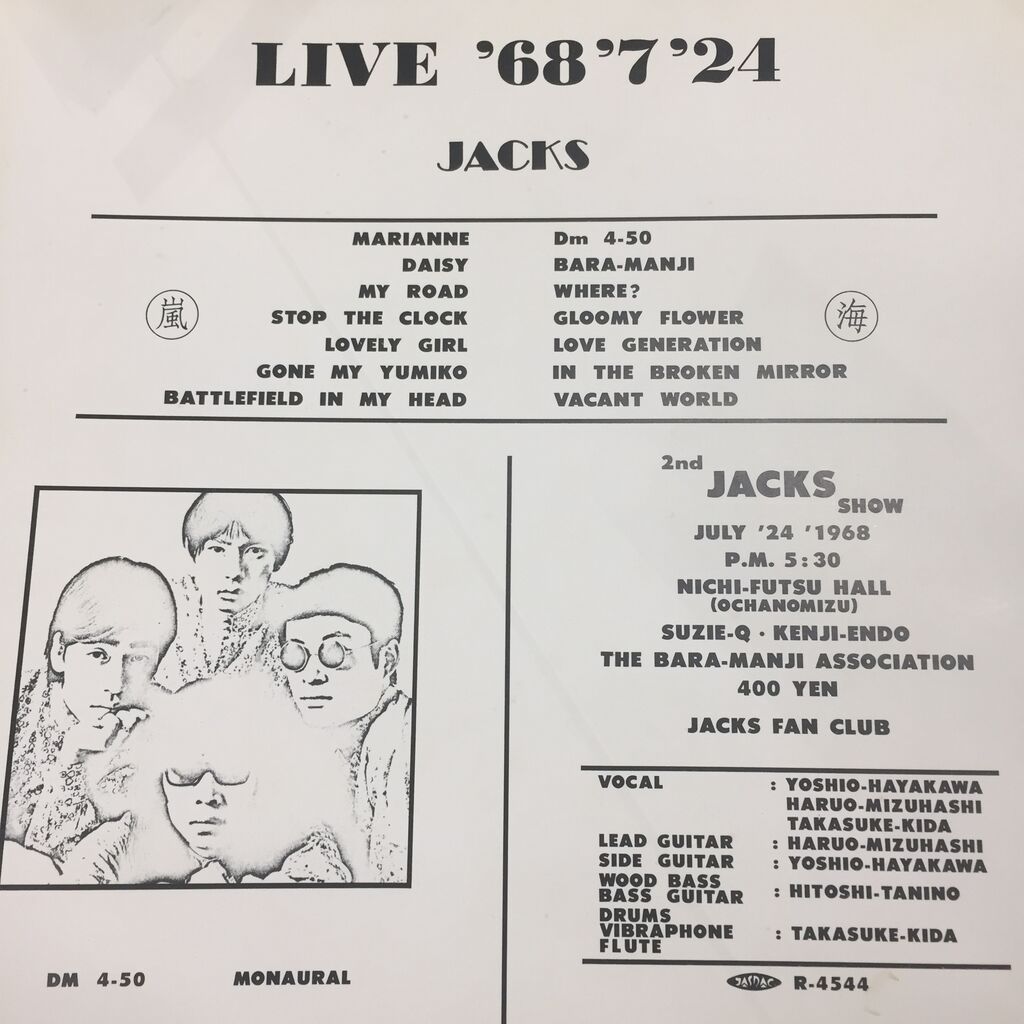 LIVE '68'7'24
JACKS
嵐
MARIANNE
DAISY
MY ROAD
STOP THE CLOCK
LOVELY GIRL
GONE MY YUMIKO
BATTLEFIELD IN MY HEAD
Dm 4-50
BARA-MANJI
WHERE?
GLOOMY FLOWER
LOVE GENERATION
IN THE BROKEN MIRROR
VACANT WORLD
海
2nd
JACKS
SHOW
JULY '24 '1968
P.M. 5:30
NICHI-FUTSU HALL
(OCHANOMIZU)
SUZIE-Q・KENJI-ENDO
THE BARA-MANJI ASSOCIATION
400 YEN
JACKS FAN CLUB
VOCAL : YOSHIO-HAYAKAWA
HARUO-MIZUHASHI
TAKASUKE-KIDA
LEAD GUITAR : HARUO-MIZUHASHI
SIDE GUITAR : YOSHIO-HAYAKAWA
WOOD BASS
BASS GUITAR : HITOSHI-TANINO
DRUMS
VIBRAPHONE : TAKASUKE-KIDA
FLUTE
DM 4-50 MONAURAL
JASRAC R-4544